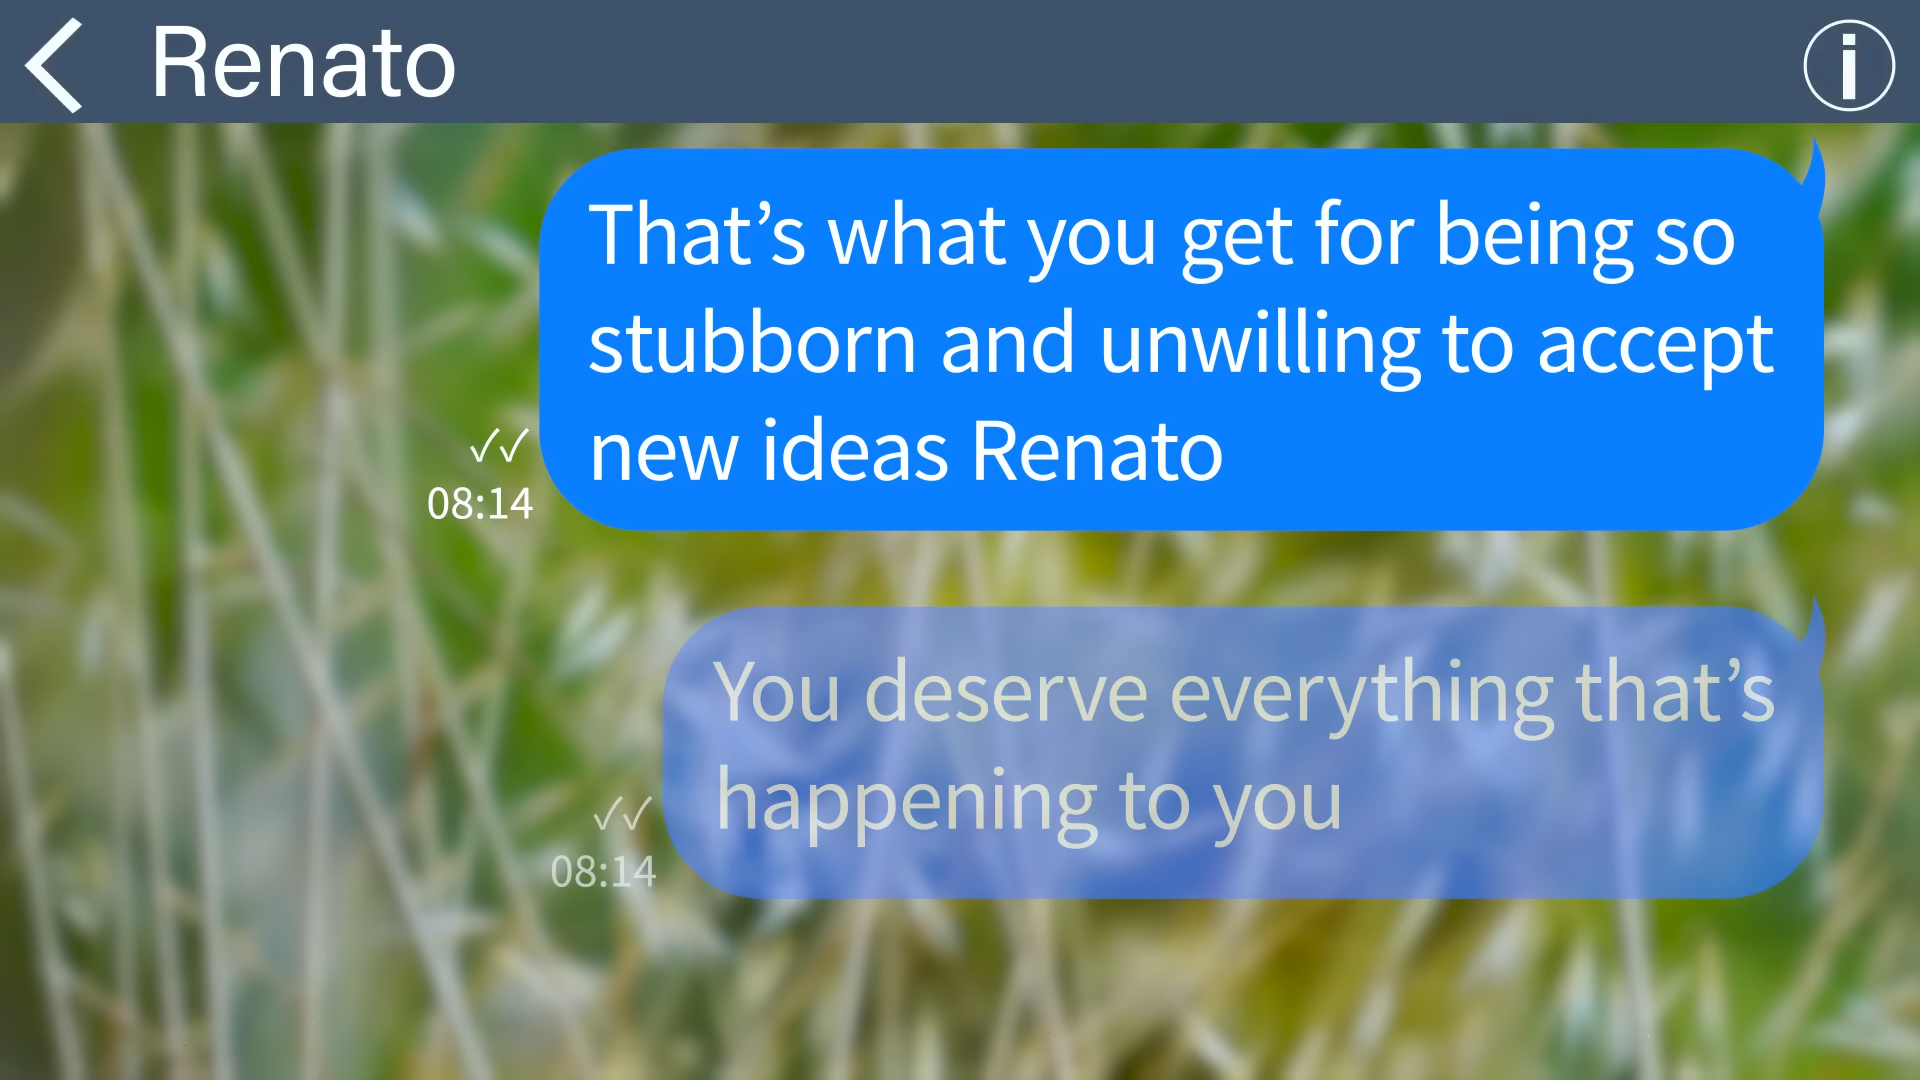 Renato
That’s what you get for being so
stubborn and unwilling to accept
new ideas Renato
✓✓
08:14
You deserve everything that’s
happening to you
✓✓
08:14